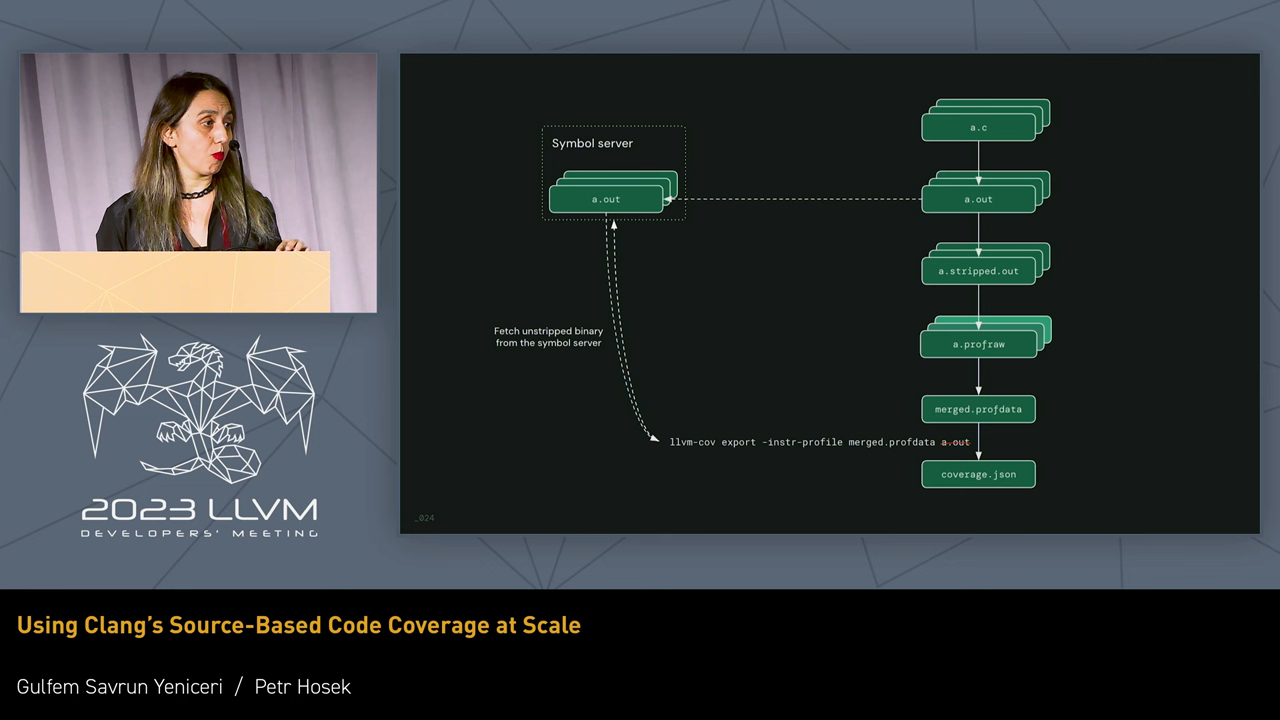 Symbol server
a.out
a.c
a.out
a.stripped.out
a.profraw
merged.profdata
Fetch unstripped binary
from the symbol server
llvm-cov export -instr-profile merged.profdata a.out
coverage.json
_024
2023 LLVM
DEVELOPERS' MEETING
Using Clang's Source-Based Code Coverage at Scale
Gulfem Savrun Yeniceri / Petr Hosek